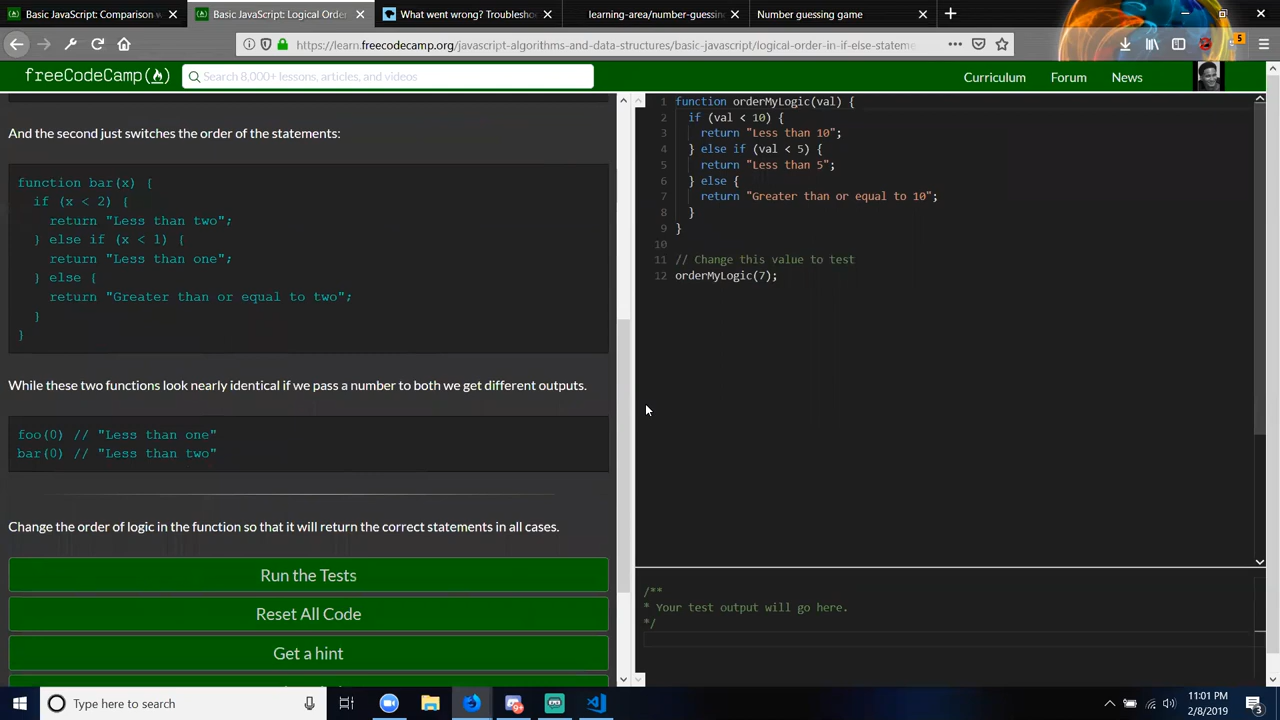 Basic JavaScript: Comparison w
Basic JavaScript: Logical Order
What went wrong? Troublesho
learning-area/number-guessin
Number guessing game
https://learn.freecodecamp.org/javascript-algorithms-and-data-structures/basic-javascript/logical-order-in-if-else-stateme
5
freeCodeCamp
Search 8,000+ lessons, articles, and videos
Curriculum
Forum
News
And the second just switches the order of the statements:
function bar(x) {
if (x < 2) {
return "Less than two";
} else if (x < 1) {
return "Less than one";
} else {
return "Greater than or equal to two";
}
}
While these two functions look nearly identical if we pass a number to both we get different outputs.
foo(0) // "Less than one"
bar(0) // "Less than two"
Change the order of logic in the function so that it will return the correct statements in all cases.
Run the Tests
Reset All Code
Get a hint
1 function orderMyLogic(val) {
2 if (val < 10) {
3 return "Less than 10";
4 } else if (val < 5) {
5 return "Less than 5";
6 } else {
7 return "Greater than or equal to 10";
8 }
9 }
10
11 // Change this value to test
12 orderMyLogic(7);
/**
* Your test output will go here.
*/
Type here to search
11:01 PM
2/8/2019
3